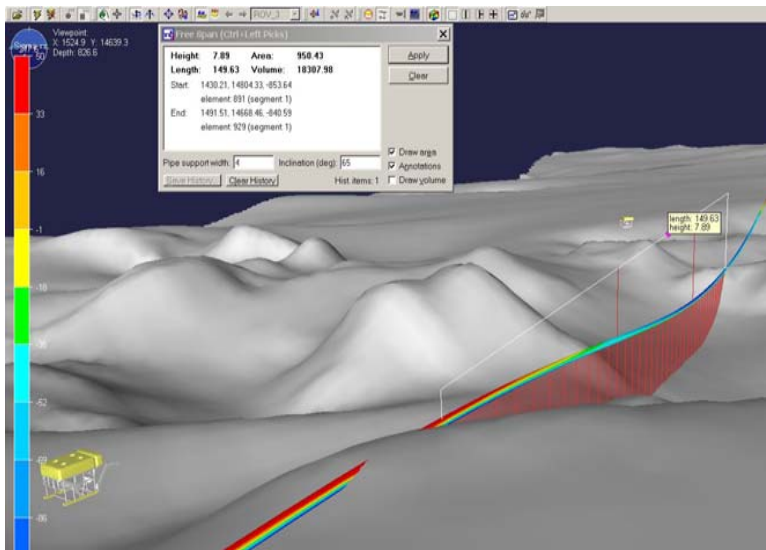 ROV_3
Viewpoint:
X: 1524.9 Y: 14639.3
Depth: 826.6
Free Span (Ctrl+Left Picks)
Height: 7.89 Area: 950.43
Length: 149.63 Volume: 18307.98
Start: 1430.21, 14804.33, -853.64
element: 891 (segment: 1)
End: 1491.51, 14668.46, -840.59
element: 929 (segment: 1)
Apply
Clear
Draw area
Pipe support width: 4 Inclination (deg): 65
Annotations
Save History... Clear History Hist. items: 1
Draw volume
50
33
16
-1
length: 149.63
height: 7.89
-52
-69
-86